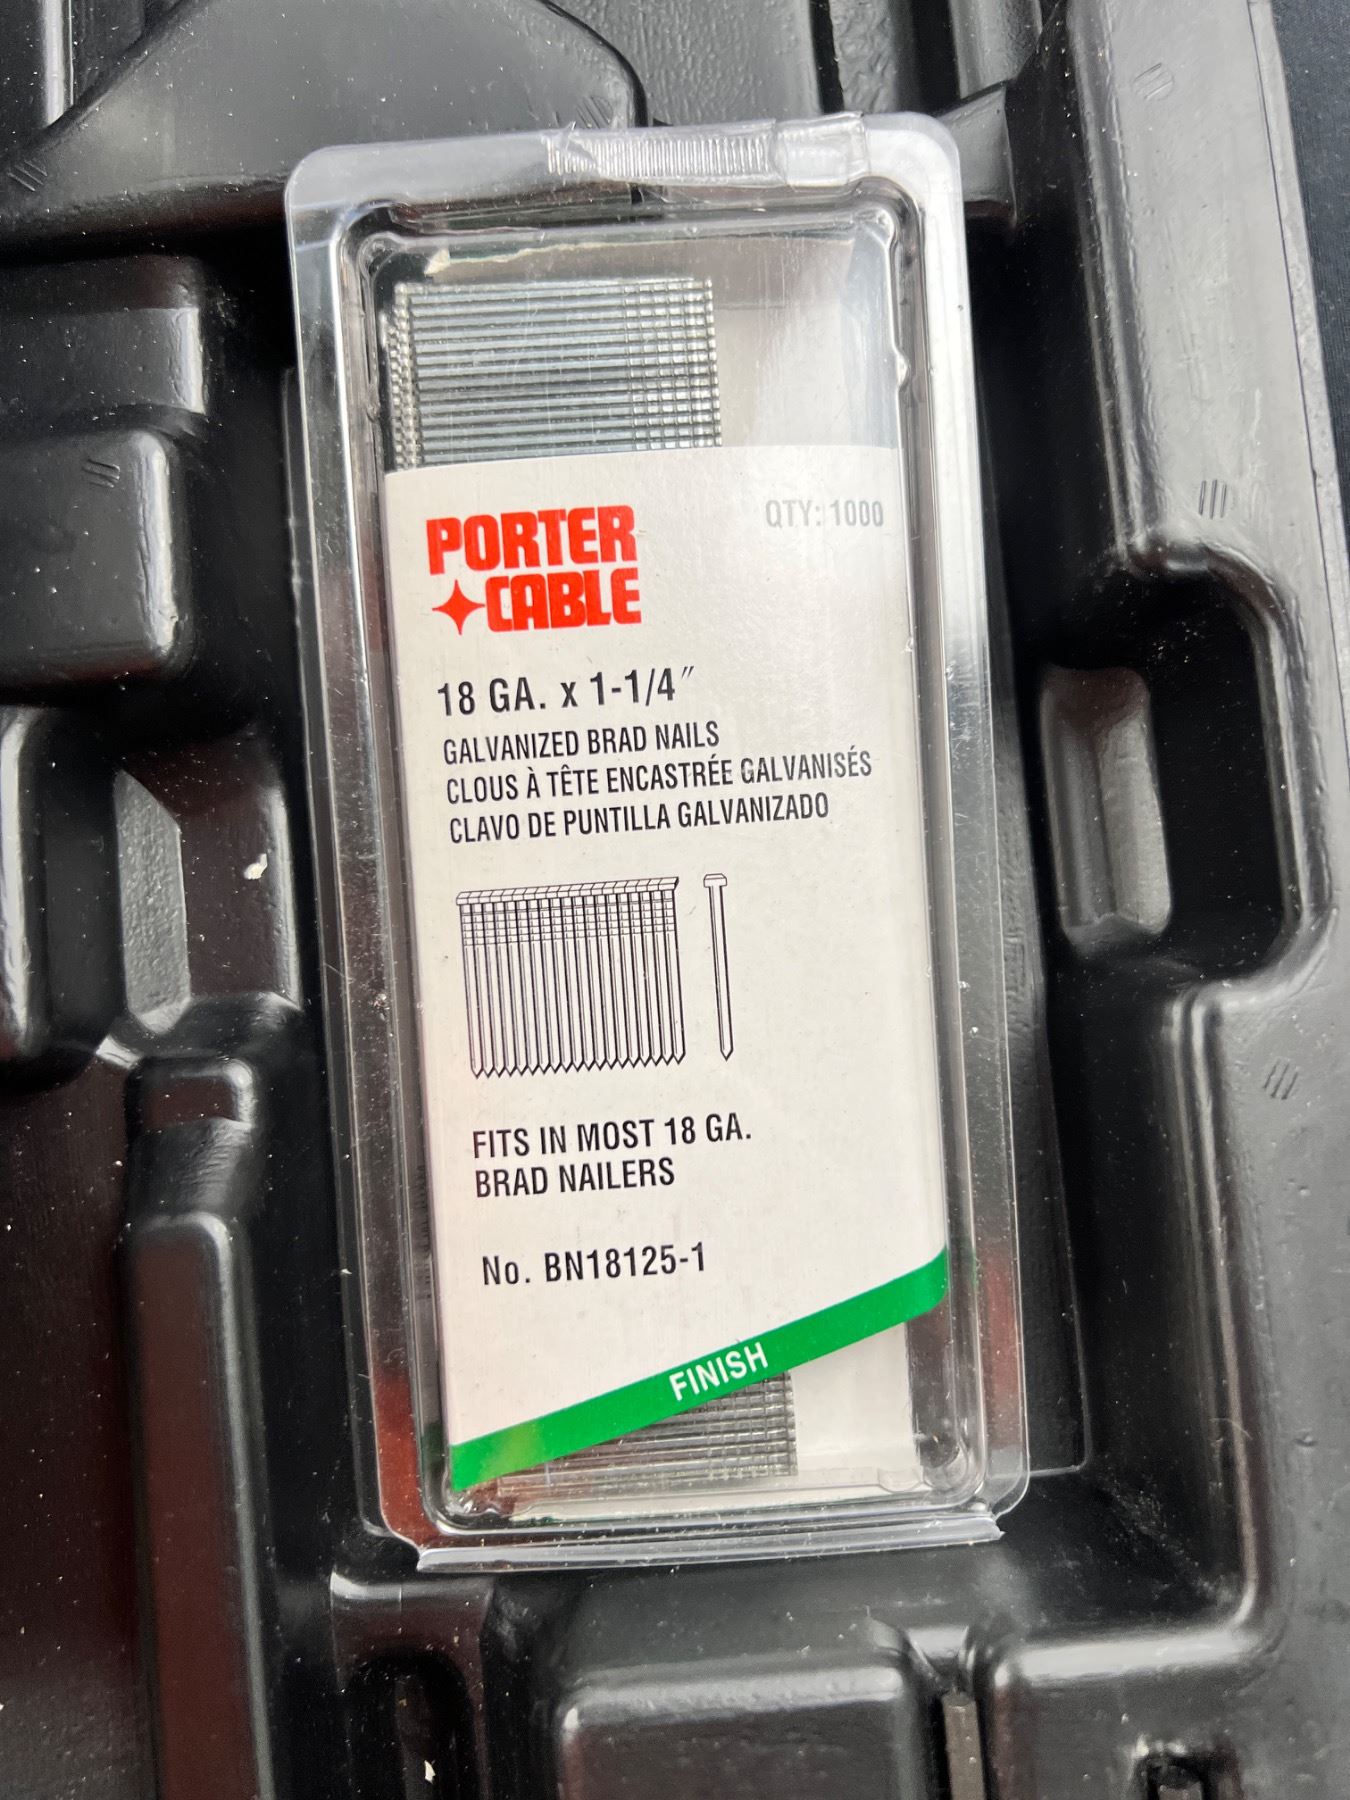 PORTER
CABLE
QTY: 1000
18 GA. x 1-1/4″
GALVANIZED BRAD NAILS
CLOUS À TÊTE ENCASTRÉE GALVANISÉS
CLAVO DE PUNTILLA GALVANIZADO
FITS IN MOST 18 GA.
BRAD NAILERS
No. BN18125-1
FINISH